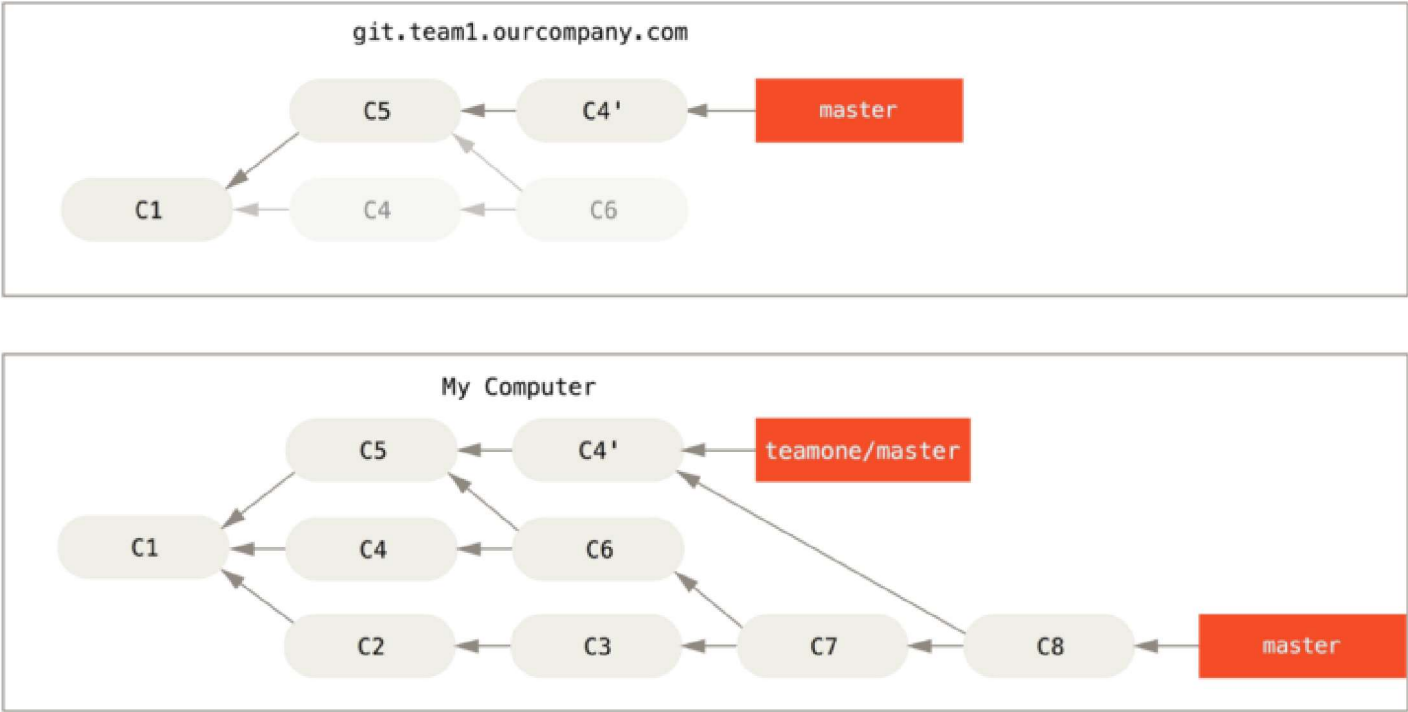 git.team1.ourcompany.com
C5 C4' master
C1 C4 C6
My Computer
C5 C4' teamone/master
C1 C4 C6
C2 C3 C7 C8 master